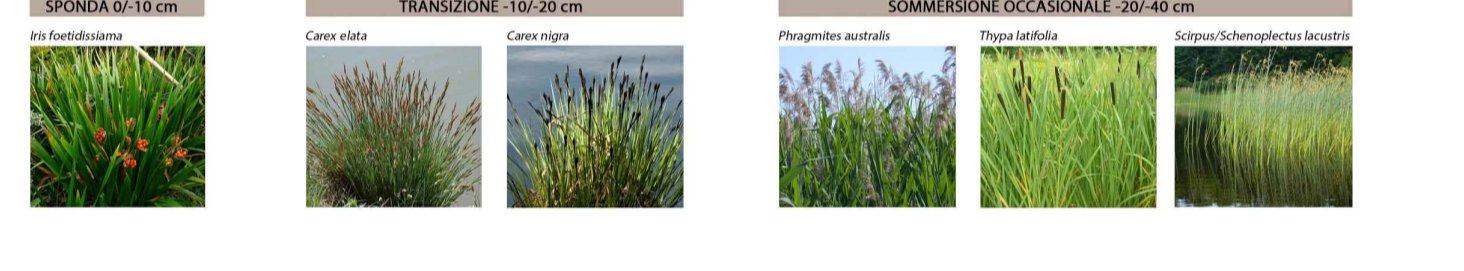 SPONDA 0/-10 cm
TRANSIZIONE -10/-20 cm
SOMMERSIONE OCCASIONALE -20/-40 cm
Iris foetidissiama
Carex elata
Carex nigra
Phragmites australis
Thypa latifolia
Scirpus/Schenoplectus lacustris